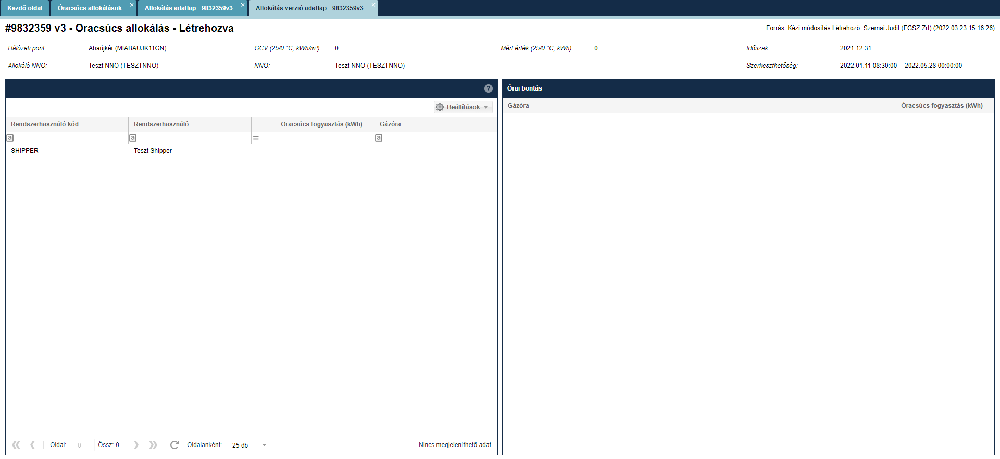 Kezdő oldal
Óracsúcs allokálások
Allokálás adatlap - 9832359v3
Allokálás verzió adatlap - 9832359v3
#9832359 v3 - Oracsúcs allokálás - Létrehozva
Forrás: Kézi módosítás Létrehozó: Szernai Judit (FGSZ Zrt) (2022.03.23 15:16:26)
Hálózati pont: Abaújkér (MIABAUJK11GN) GCV (25/0 °C, kWh/m³): 0 Mért érték (25/0 °C, kWh): 0 Időszak: 2021.12.31.
Allokáló NNO: Teszt NNO (TESZTNNO) NNO: Teszt NNO (TESZTNNO) Szerkeszthetőség: 2022.01.11 08:30:00 - 2022.05.28 00:00:00
?
Beállítások
Rendszerhasználó kód Rendszerhasználó Óracsúcs fogyasztás (kWh) Gázóra
a a = a
SHIPPER Teszt Shipper
Oldal: 0 Össz: 0 Oldalanként: 25 db Nincs megjeleníthető adat
Órai bontás
Gázóra Óracsúcs fogyasztás (kWh)